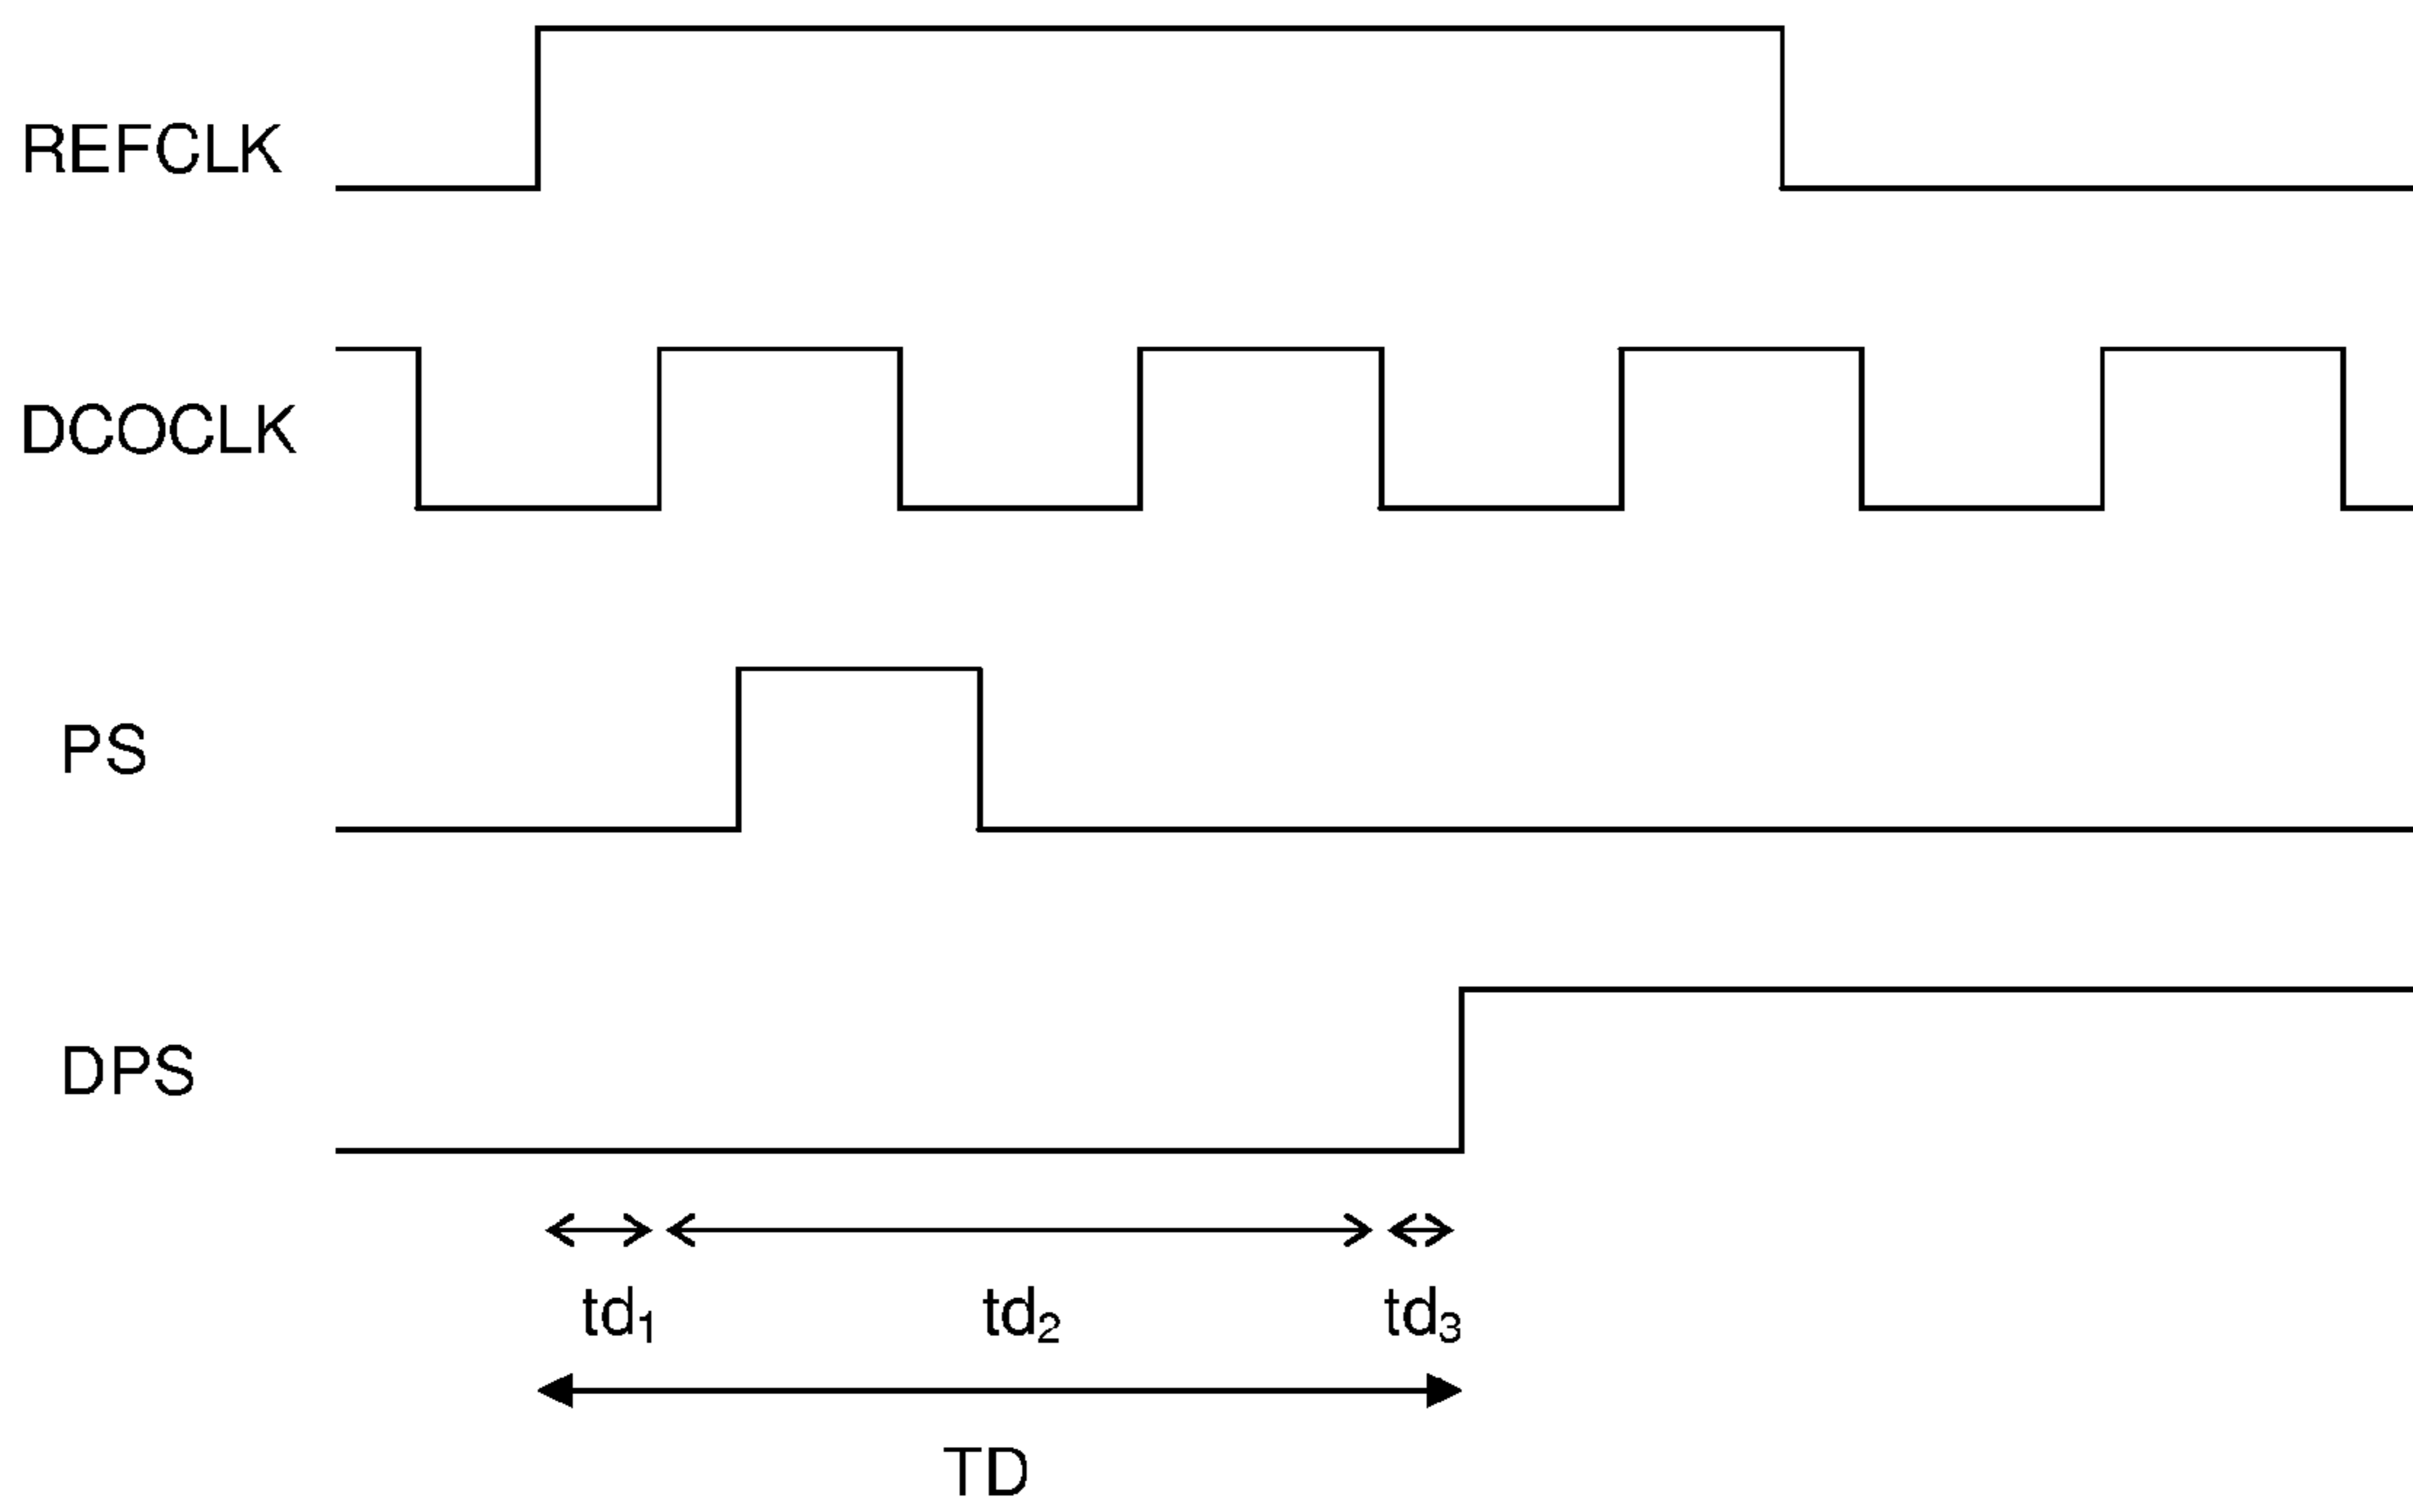 REFCLK
DCOCLK
PS
DPS
td₁ td₂ td₃
TD